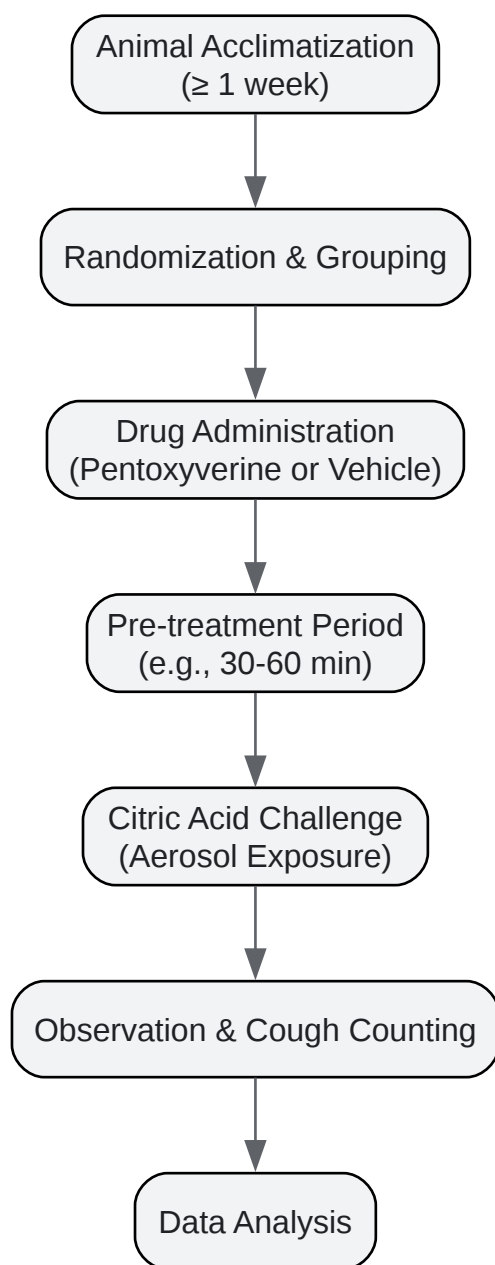 Animal Acclimatization
(≥ 1 week)
Randomization & Grouping
Drug Administration
(Pentoxyverine or Vehicle)
Pre-treatment Period
(e.g., 30-60 min)
Citric Acid Challenge
(Aerosol Exposure)
Observation & Cough Counting
Data Analysis